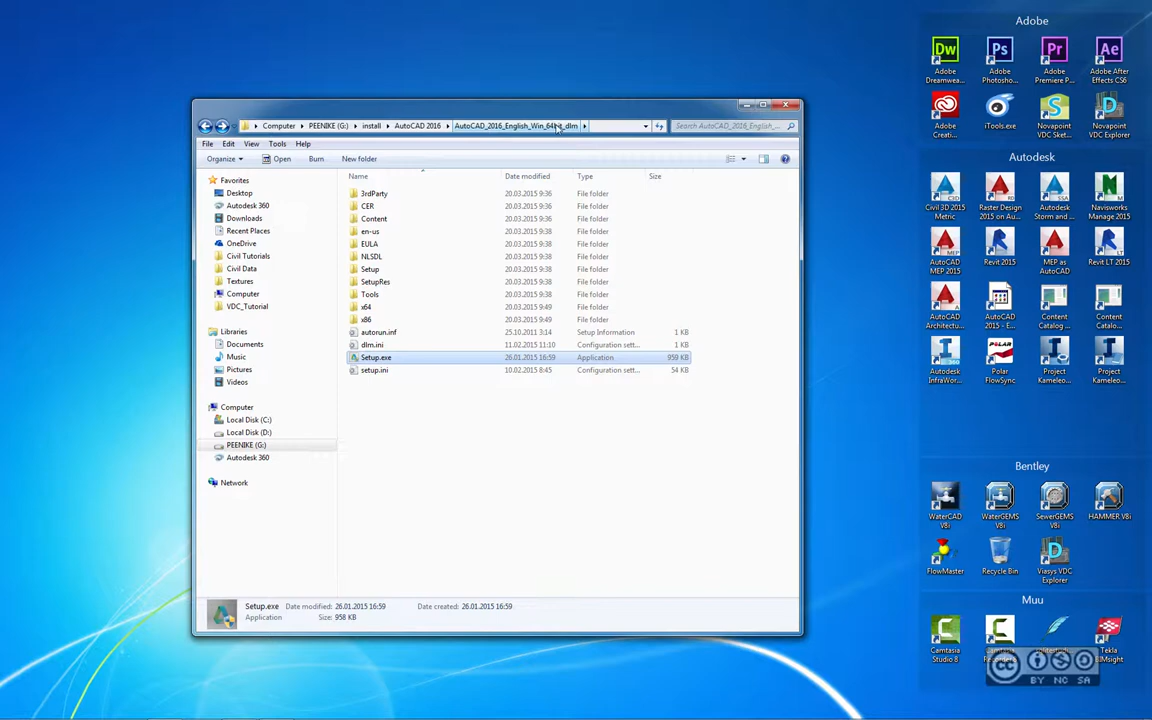 Computer PEENIKE (G:) install AutoCAD 2016 AutoCAD_2016_English_Win_64bit_dlm Search AutoCAD_2016_English_...
File Edit View Tools Help
Organize Open Burn New folder
Name Date modified Type Size
Favorites
Desktop
Autodesk 360
Downloads
Recent Places
OneDrive
Civil Tutorials
Civil Data
Textures
Computer
VDC_Tutorial
Libraries
Documents
Music
Pictures
Videos
Computer
Local Disk (C:)
Local Disk (D:)
PEENIKE (G:)
Autodesk 360
Network
3rdParty 20.03.2015 9:36 File folder
CER 20.03.2015 9:36 File folder
Content 20.03.2015 9:36 File folder
en-us 20.03.2015 9:38 File folder
EULA 20.03.2015 9:38 File folder
NLSDL 20.03.2015 9:38 File folder
Setup 20.03.2015 9:38 File folder
SetupRes 20.03.2015 9:38 File folder
Tools 20.03.2015 9:38 File folder
x64 20.03.2015 9:49 File folder
x86 20.03.2015 9:49 File folder
autorun.inf 25.10.2011 3:14 Setup Information 1 KB
dlm.ini 11.02.2015 11:10 Configuration sett... 1 KB
Setup.exe 26.01.2015 16:59 Application 959 KB
setup.ini 10.02.2015 8:45 Configuration sett... 54 KB
Setup.exe Date modified: 26.01.2015 16:59 Date created: 26.01.2015 16:59
Application Size: 958 KB
Adobe
Dw Ps Pr Ae
Adobe Dreamwea...
Adobe Photosho...
Adobe Premiere P...
Adobe After Effects CS6
Adobe Creati...
iTools.exe
Novapoint VDC Sket...
Novapoint VDC Explorer
Autodesk
Civil 3D 2015 Metric
Raster Design 2015 on Au...
Autodesk Storm and ...
Navisworks Manage 2015
AutoCAD MEP 2015
Revit 2015
MEP as AutoCAD
Revit LT 2015
AutoCAD Architectu...
AutoCAD 2015 - E...
Content Catalog ...
Content Catalo...
Autodesk InfraWor...
Polar FlowSync
Project Kameleo...
Project Kameleo...
Bentley
WaterCAD V8i
WaterGEMS V8i
SewerGEMS V8i
HAMMER V8i
FlowMaster
Recycle Bin
Viasys VDC Explorer
Muu
Camtasia Studio 8
Camtasia
Tekla BIMsight
CC BY NC SA